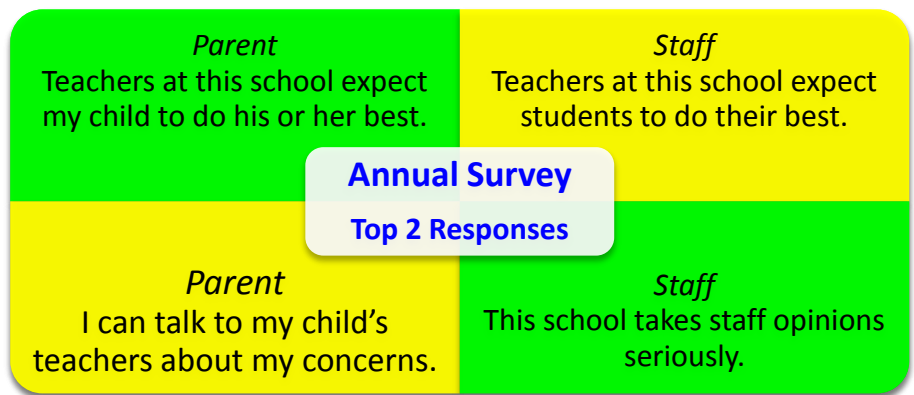 Parent
Teachers at this school expect
my child to do his or her best.
Staff
Teachers at this school expect
students to do their best.
Annual Survey
Top 2 Responses
Parent
I can talk to my child’s
teachers about my concerns.
Staff
This school takes staff opinions
seriously.